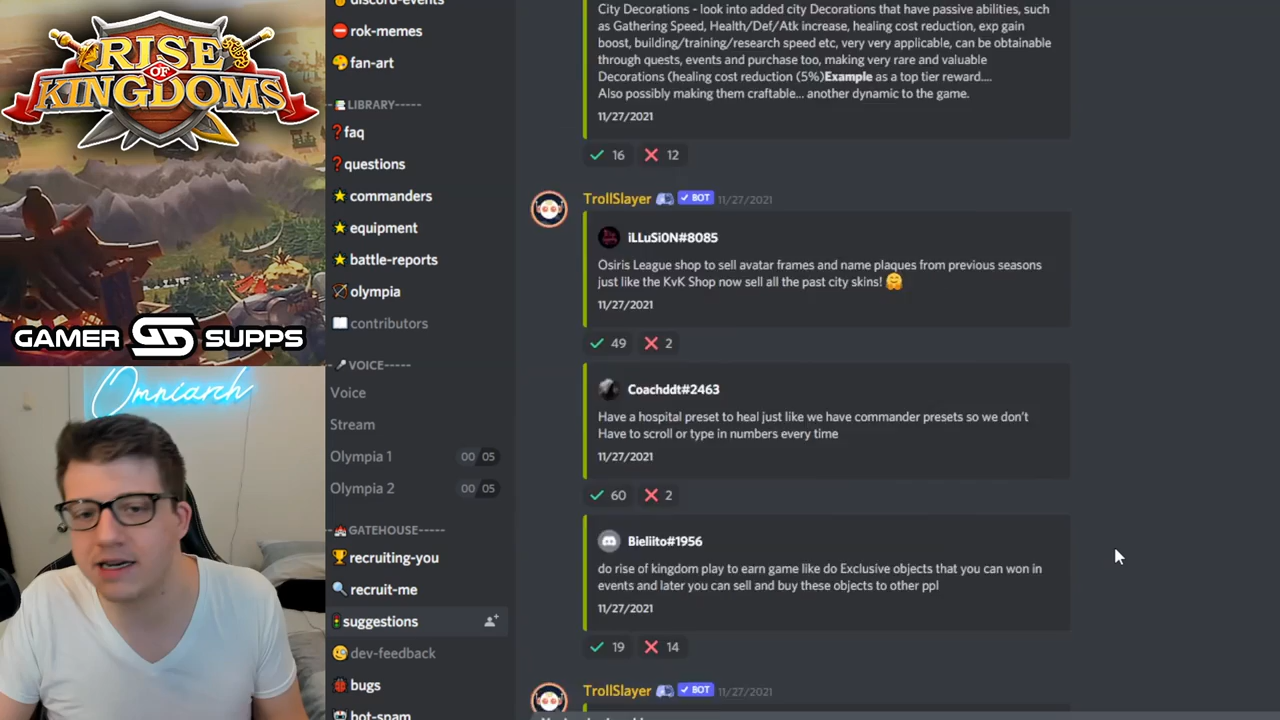 RISE
OF
KINGDOMS
GAMER GS SUPPS
Omniarch
discord-events
rok-memes
fan-art
LIBRARY-----
faq
questions
commanders
equipment
battle-reports
olympia
contributors
VOICE-----
Voice
Stream
Olympia 1 00 05
Olympia 2 00 05
GATEHOUSE-----
recruiting-you
recruit-me
suggestions
dev-feedback
bugs
bot-spam
City Decorations - look into added city Decorations that have passive abilities, such
as Gathering Speed, Health/Def/Atk increase, healing cost reduction, exp gain
boost, building/training/research speed etc, very very applicable, can be obtainable
through quests, events and purchase too, making very rare and valuable
Decorations (healing cost reduction (5%)Example as a top tier reward....
Also possibly making them craftable... another dynamic to the game.
11/27/2021
16 12
TrollSlayer BOT 11/27/2021
iLLuSi0N#8085
Osiris League shop to sell avatar frames and name plaques from previous seasons
just like the KvK Shop now sell all the past city skins! 🤗
11/27/2021
49 2
Coachddt#2463
Have a hospital preset to heal just like we have commander presets so we don't
Have to scroll or type in numbers every time
11/27/2021
60 2
Bieliito#1956
do rise of kingdom play to earn game like do Exclusive objects that you can won in
events and later you can sell and buy these objects to other ppl
11/27/2021
19 14
TrollSlayer BOT 11/27/2021